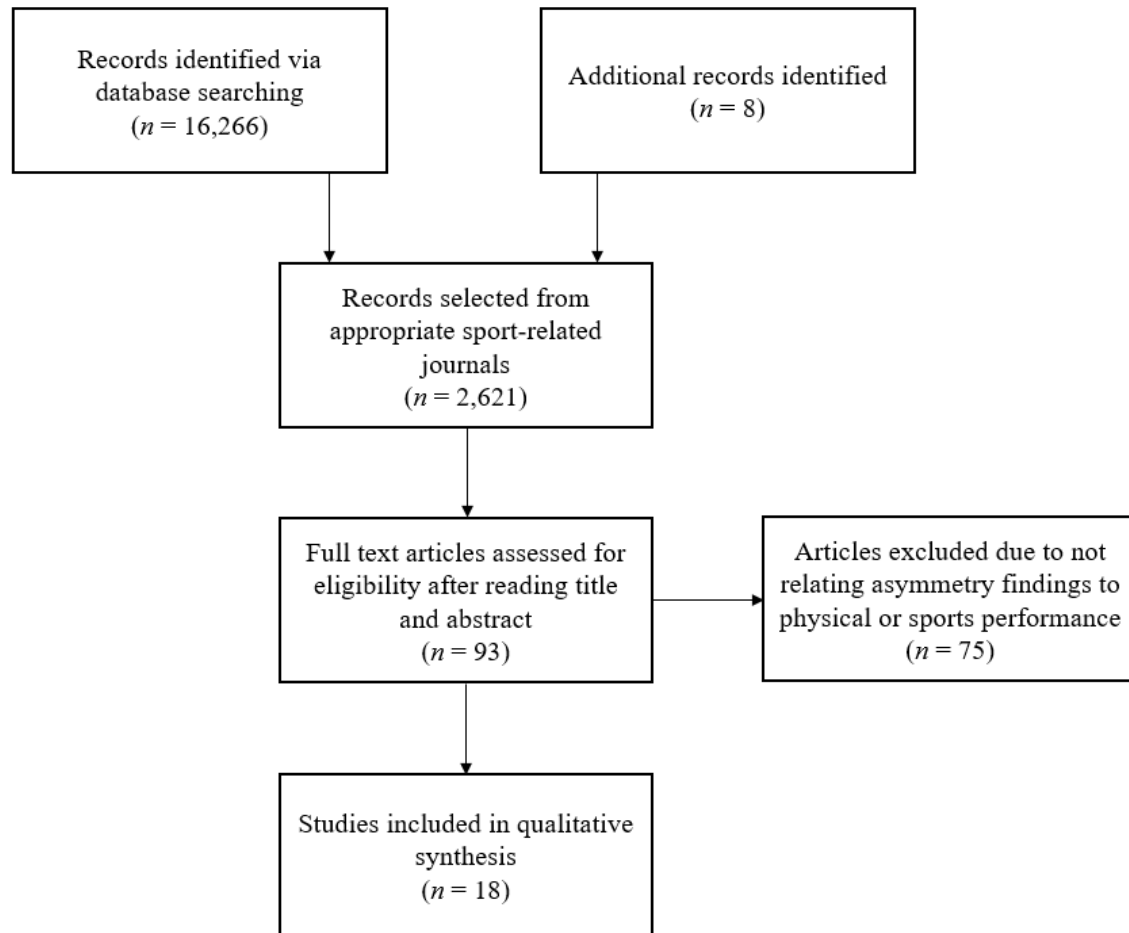 Records identified via
database searching
(n = 16,266)
Additional records identified
(n = 8)
Records selected from
appropriate sport-related
journals
(n = 2,621)
Full text articles assessed for
eligibility after reading title
and abstract
(n = 93)
Articles excluded due to not
relating asymmetry findings to
physical or sports performance
(n = 75)
Studies included in qualitative
synthesis
(n = 18)